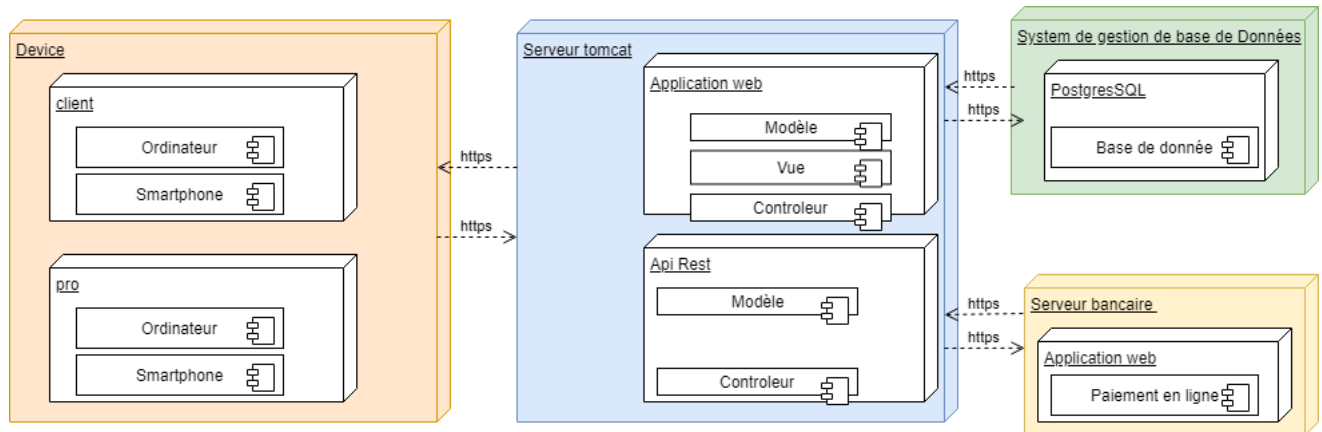 Device
client
Ordinateur
Smartphone
pro
Ordinateur
Smartphone
https
https
Serveur tomcat
Application web
Modèle
Vue
Controleur
Api Rest
Modèle
Controleur
https
https
System de gestion de base de Données
PostgresSQL
Base de donnée
https
https
Serveur bancaire
Application web
Paiement en ligne